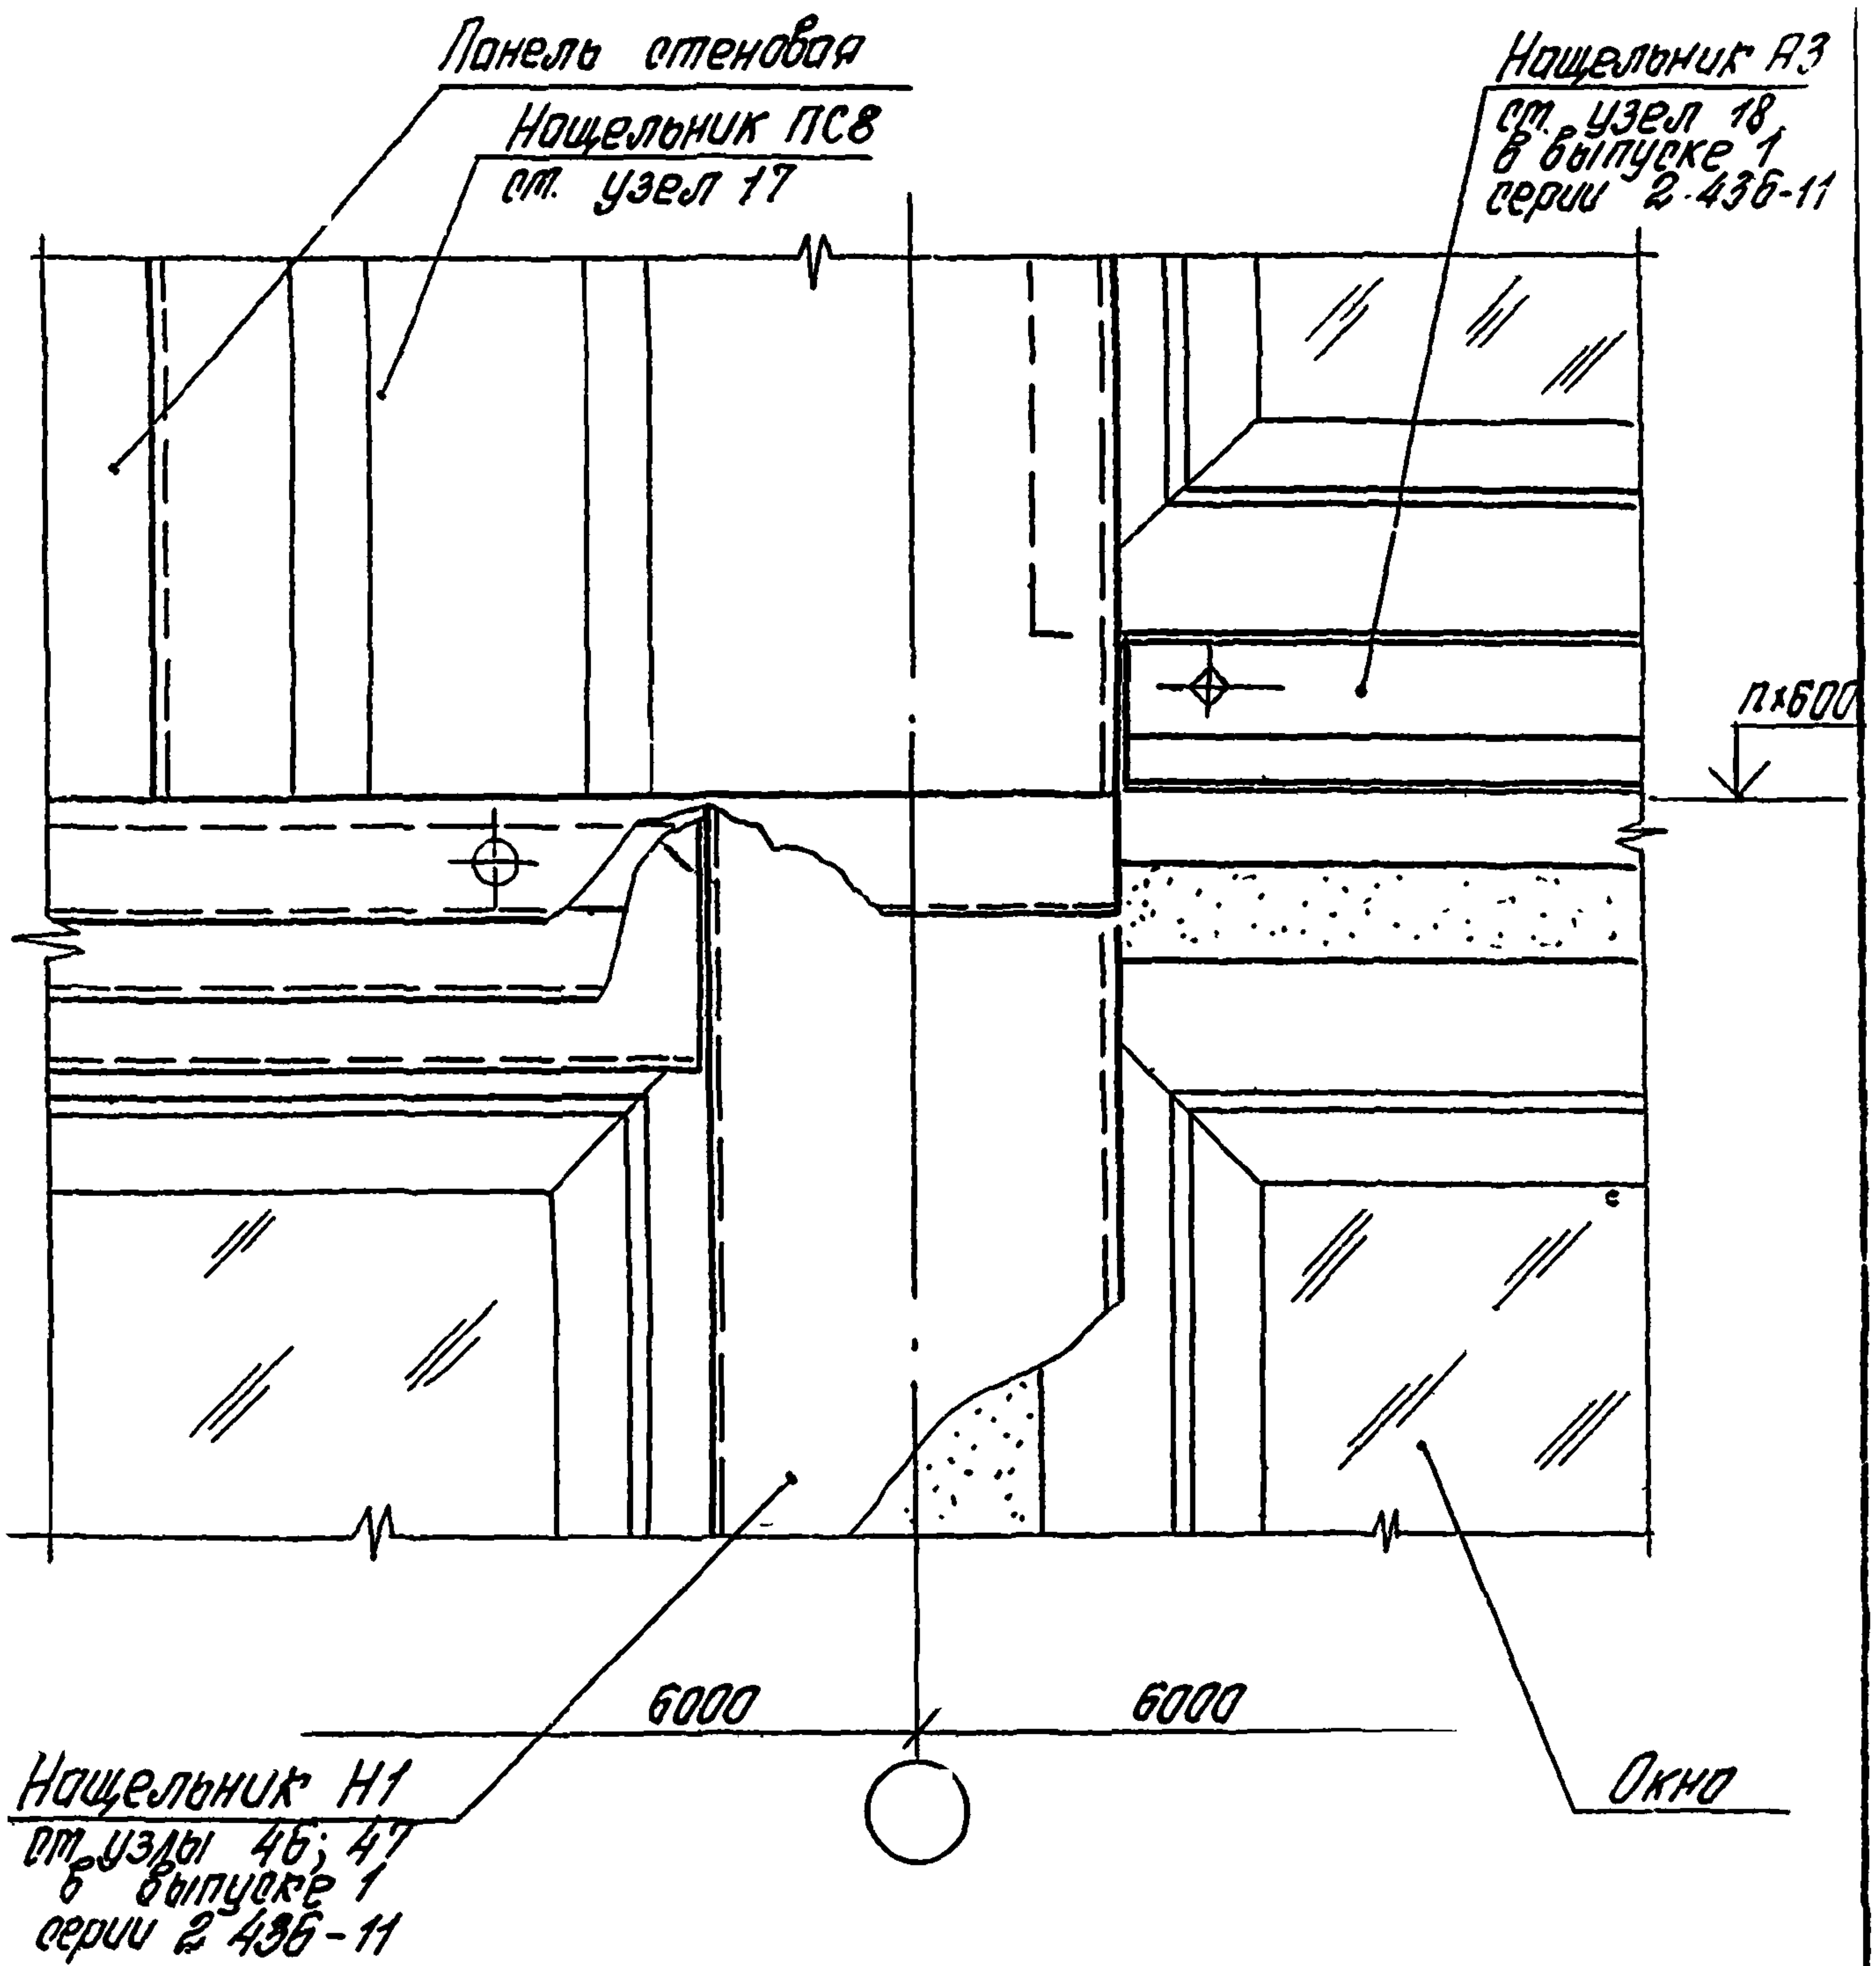 Панель стеновая
Нащельник ПС8
см. узел 17
Нащельник А3
см. узел 18
в выпуске 1
серии 2.436-11
п×600
6000
6000
Нащельник Н1
см узлы 46; 47
в выпуске 1
серии 2 436-11
Окно